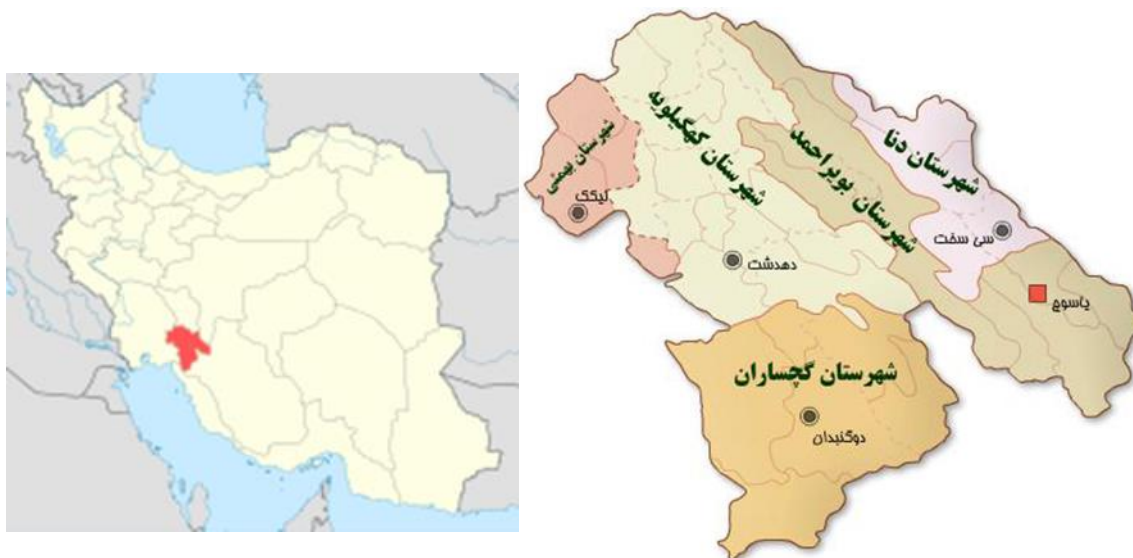 شهرستان بهمئی
لیکک
شهرستان کهگیلویه
دهدشت
شهرستان بویراحمد
شهرستان دنا
سی سخت
یاسوج
شهرستان گچساران
دوگنبدان